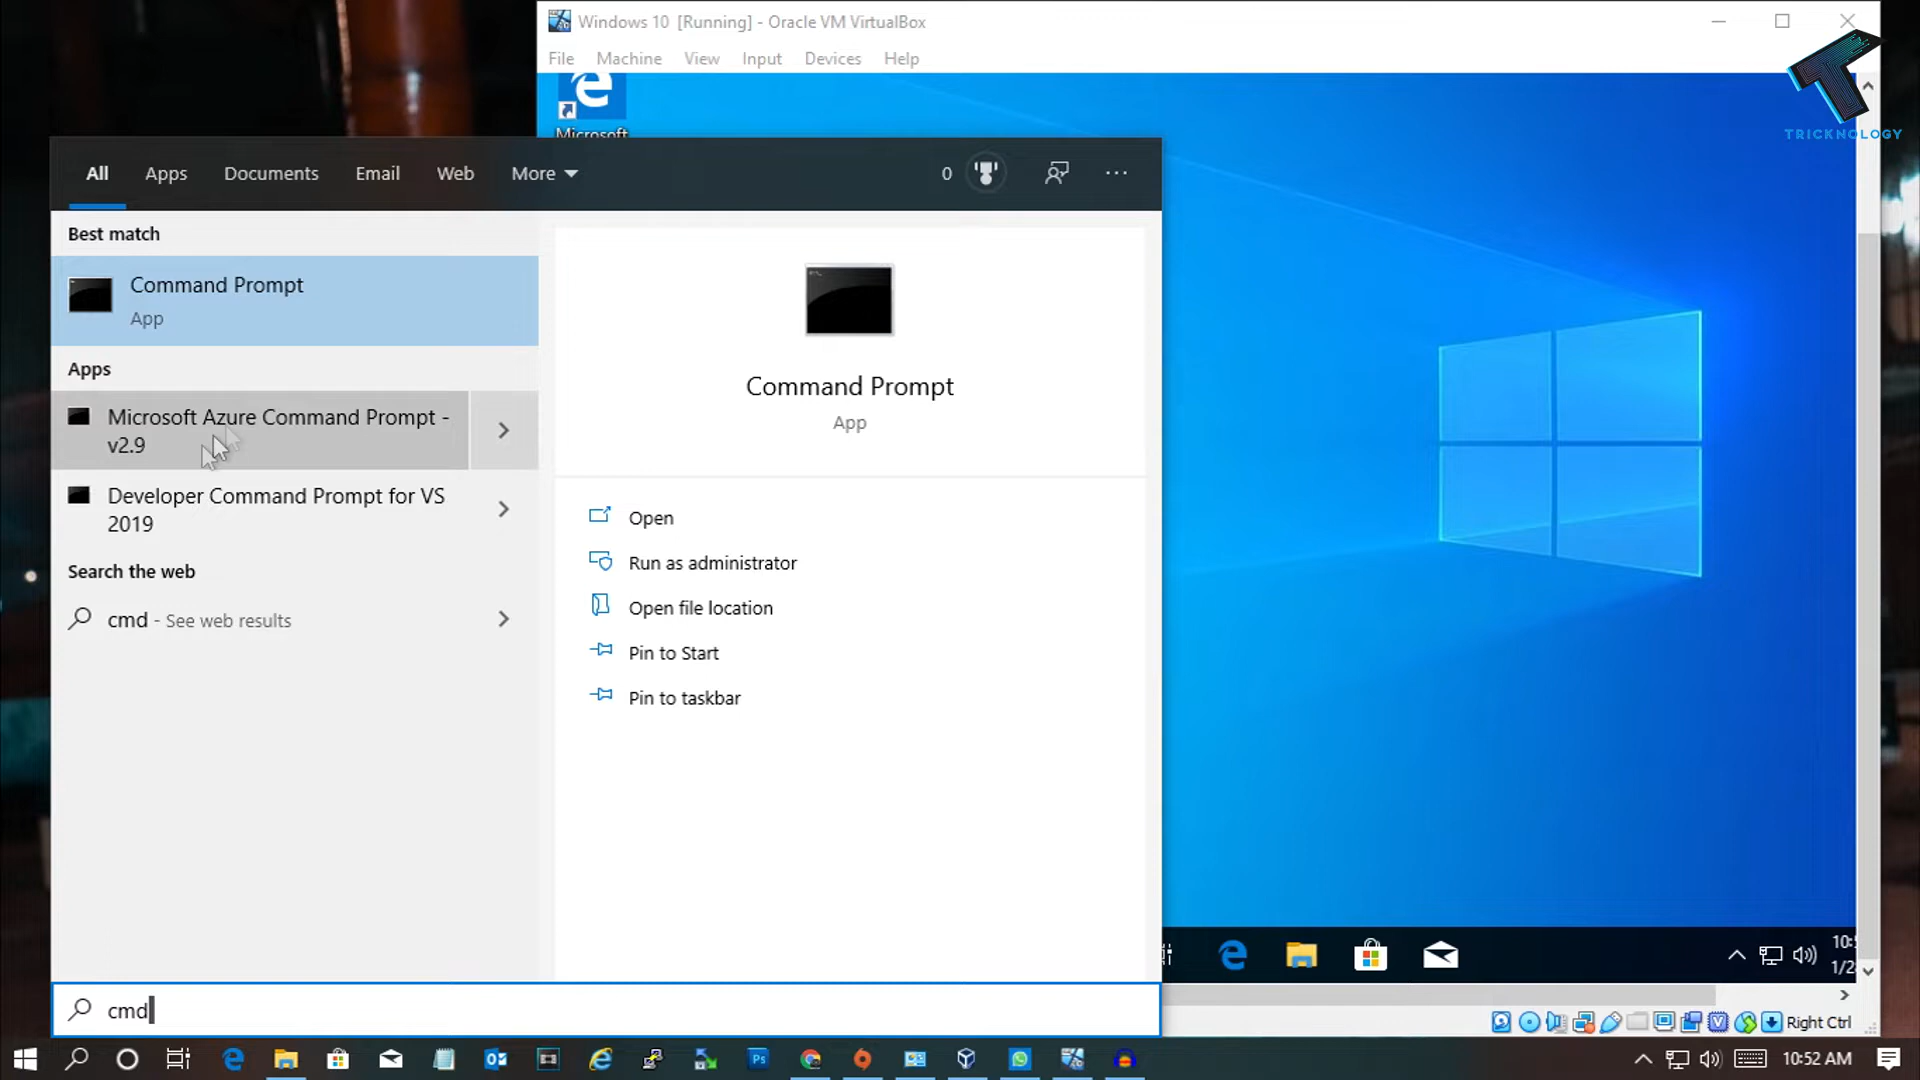 Windows 10 [Running] - Oracle VM VirtualBox
File Machine View Input Devices Help
TRICKNOLOGY
Microsoft
All Apps Documents Email Web More 0
Best match
Command Prompt
App
Apps
Microsoft Azure Command Prompt -
v2.9
Developer Command Prompt for VS
2019
Search the web
cmd - See web results
Command Prompt
App
Open
Run as administrator
Open file location
Pin to Start
Pin to taskbar
1/2
Right Ctrl
cmd
Ps
10:52 AM